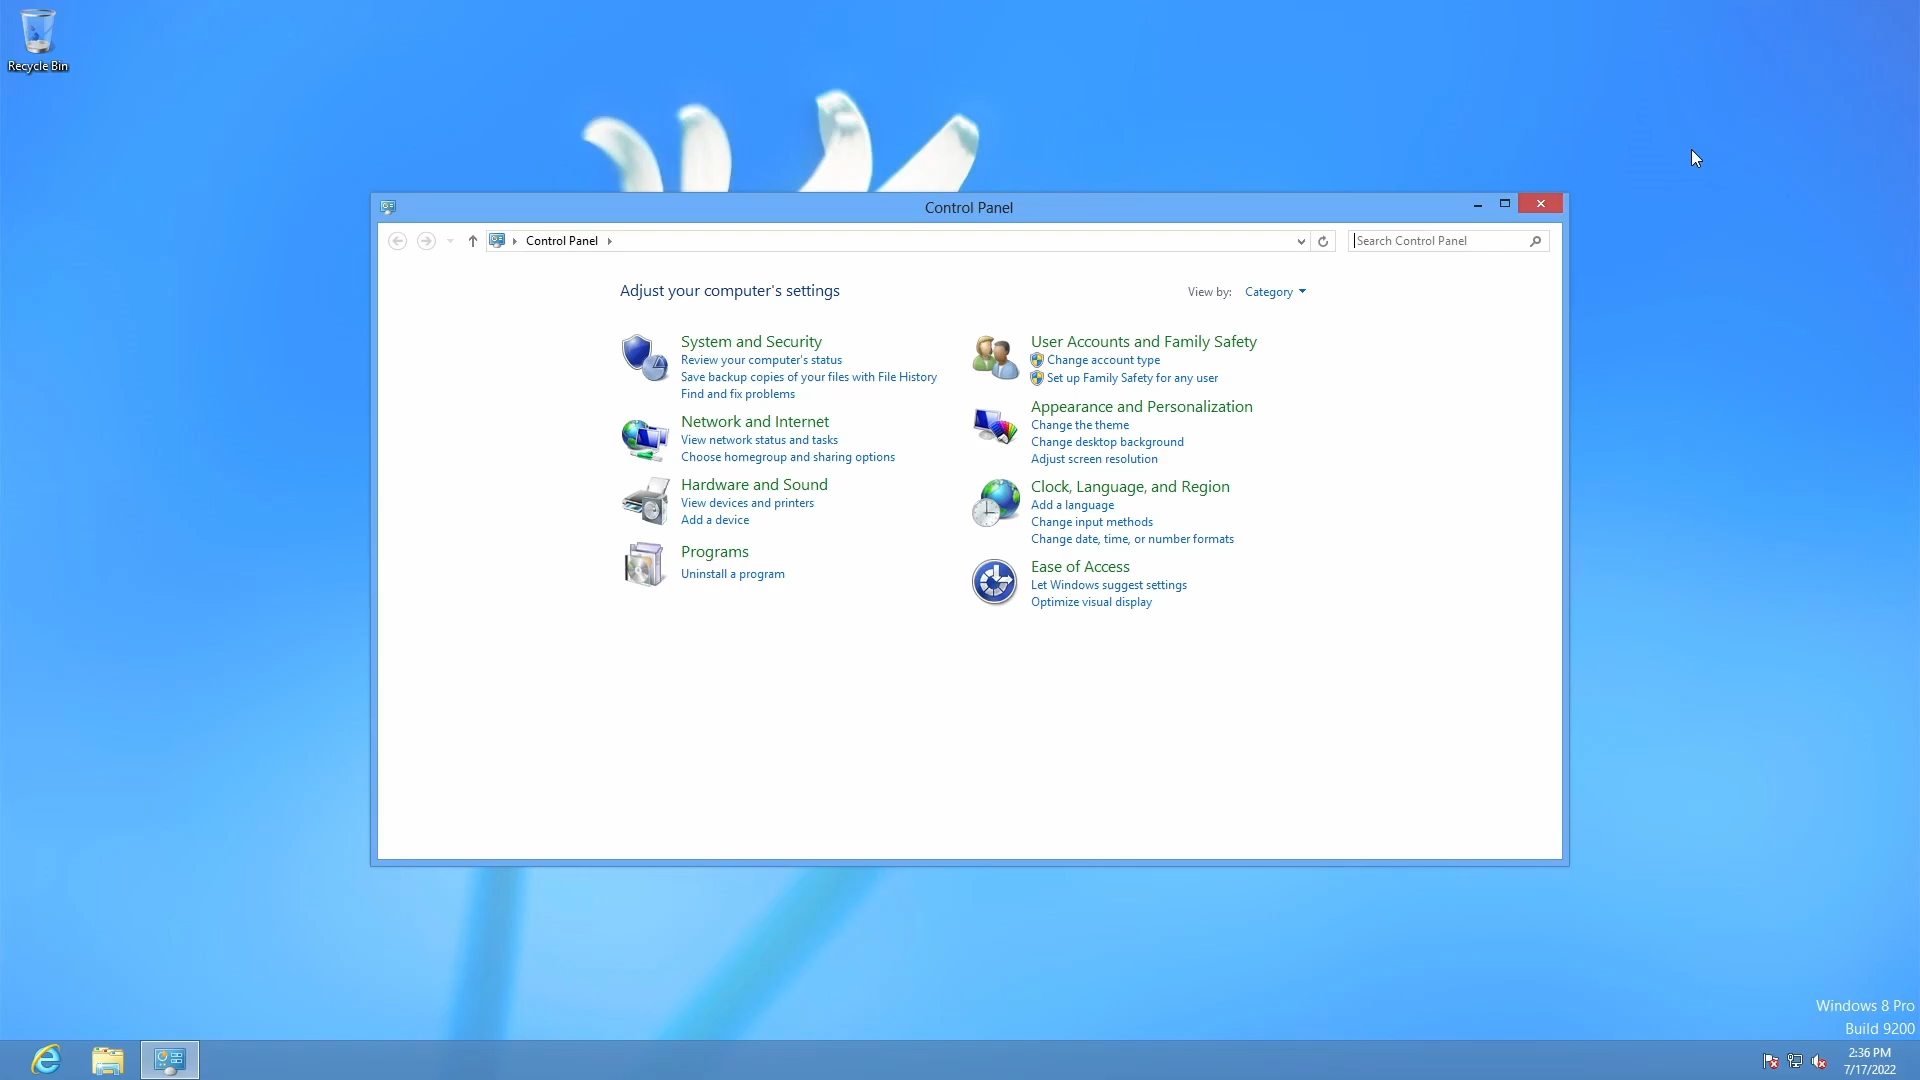 Recycle Bin
Control Panel
Control Panel
Search Control Panel
Adjust your computer's settings
View by: Category
System and Security
Review your computer's status
Save backup copies of your files with File History
Find and fix problems
Network and Internet
View network status and tasks
Choose homegroup and sharing options
Hardware and Sound
View devices and printers
Add a device
Programs
Uninstall a program
User Accounts and Family Safety
Change account type
Set up Family Safety for any user
Appearance and Personalization
Change the theme
Change desktop background
Adjust screen resolution
Clock, Language, and Region
Add a language
Change input methods
Change date, time, or number formats
Ease of Access
Let Windows suggest settings
Optimize visual display
Windows 8 Pro
Build 9200
2:36 PM
7/17/2022